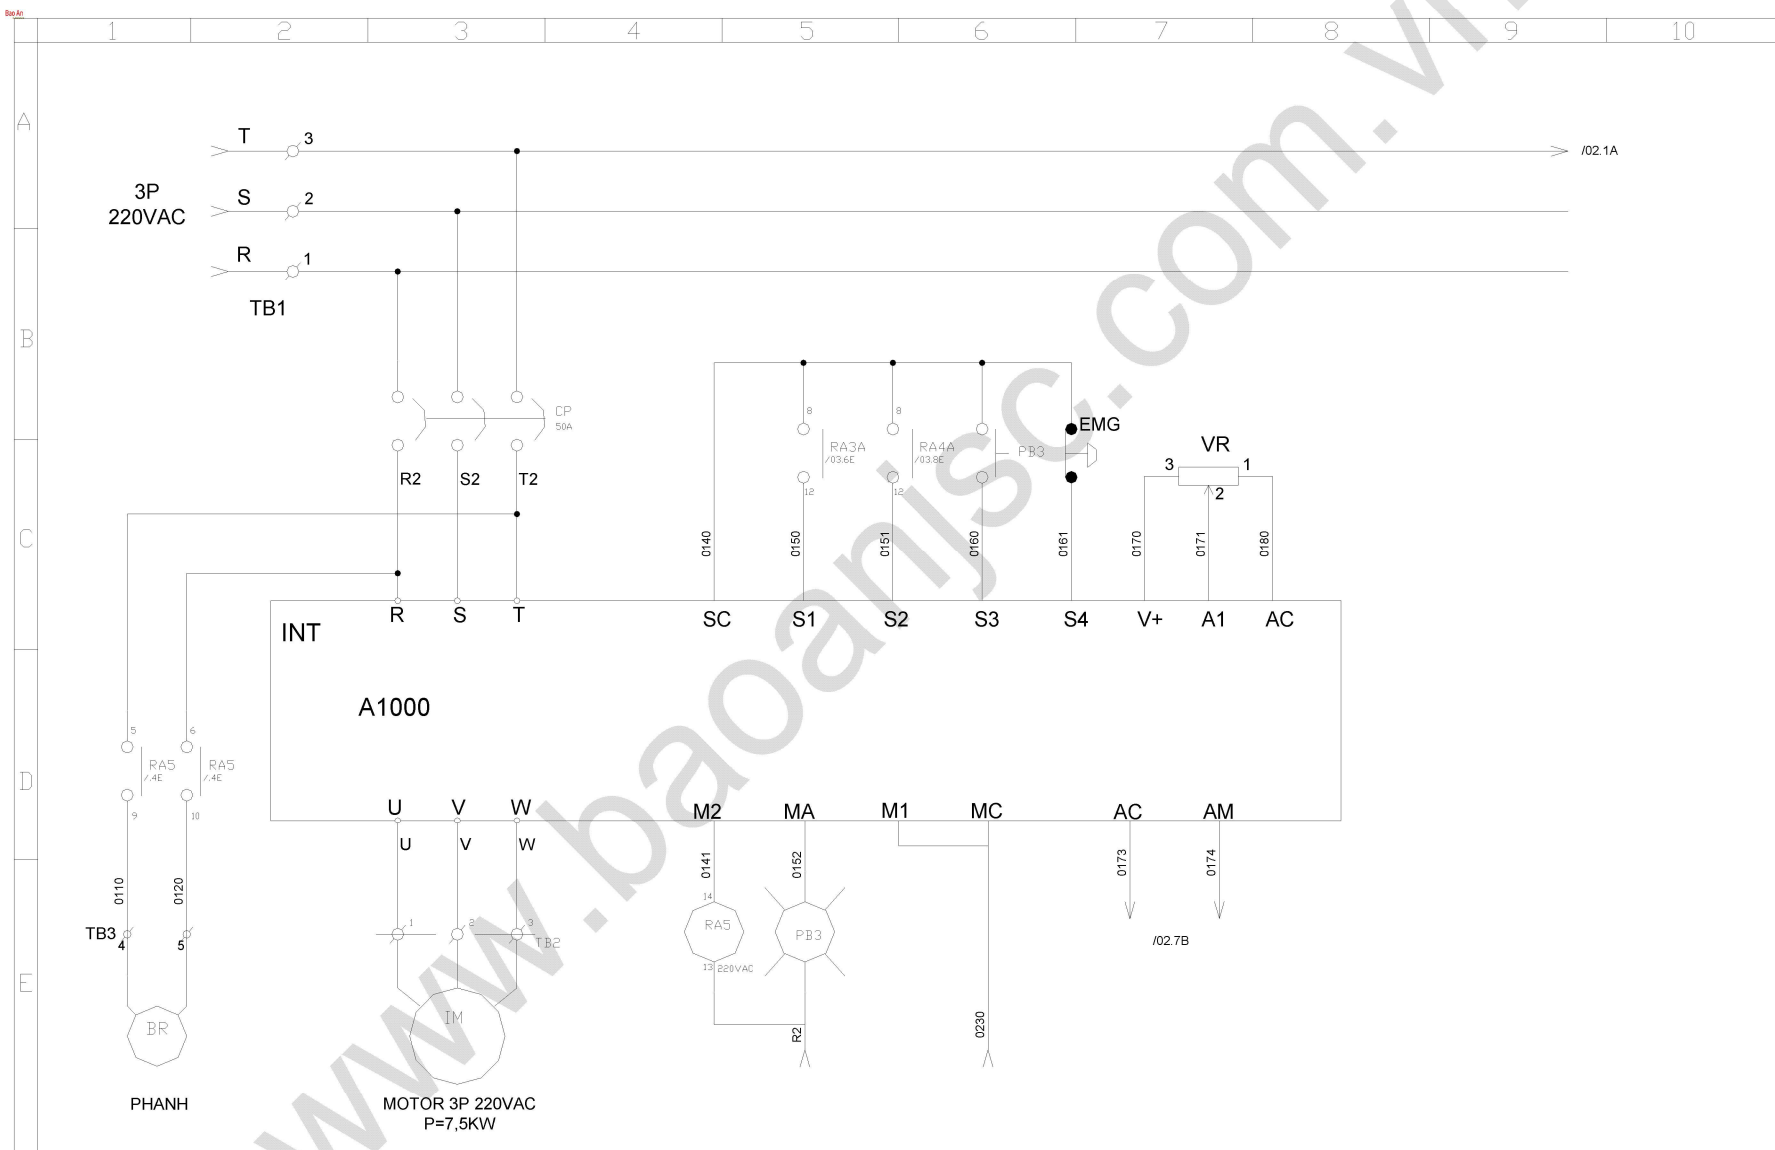 Bao An
1 2 3 4 5 6 7 8 9 10
A
T 3
/02.1A
3P
220VAC
S 2
R 1
TB1
B
CP
50A
8 8
EMG
RA3A
/03.6E
RA4A
/03.8E
PB3
VR
3 1
2
R2 S2 T2
12 12
C
0140 0150 0151 0160 0161 0170 0171 0180
R S T SC S1 S2 S3 S4 V+ A1 AC
INT
A1000
5 6
RA5
/.4E
RA5
/.4E
D
9 10
U V W M2 MA M1 MC AC AM
U V W
0141 0152 0173 0174
0110 0120
14
RA5
PB3
13 220VAC
TB3
4 5
1 2 3
TB2
/02.7B
E
BR
IM
R2
0230
PHANH
MOTOR 3P 220VAC
P=7,5KW
www.baoanjsc.com.vn